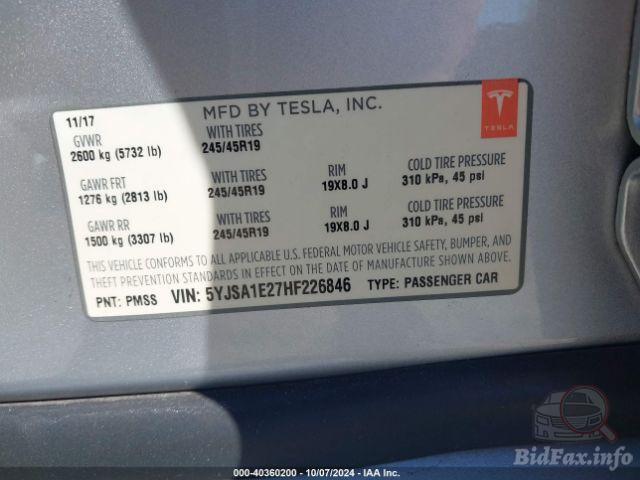 11/17
MFD BY TESLA, INC.
TESLA
GVWR
2600 kg (5732 lb)
WITH TIRES
245/45R19
GAWR FRT
1276 kg (2813 lb)
WITH TIRES
245/45R19
RIM
19X8.0 J
COLD TIRE PRESSURE
310 kPa, 45 psi
GAWR RR
1500 kg (3307 lb)
WITH TIRES
245/45R19
RIM
19X8.0 J
COLD TIRE PRESSURE
310 kPa, 45 psi
THIS VEHICLE CONFORMS TO ALL APPLICABLE U.S. FEDERAL MOTOR VEHICLE SAFETY, BUMPER, AND
THEFT PREVENTION STANDARDS IN EFFECT ON THE DATE OF MANUFACTURE SHOWN ABOVE.
PNT: PMSS VIN: 5YJSA1E27HF226846 TYPE: PASSENGER CAR
BidFax.info
000-40360200 - 10/07/2024 - IAA Inc.